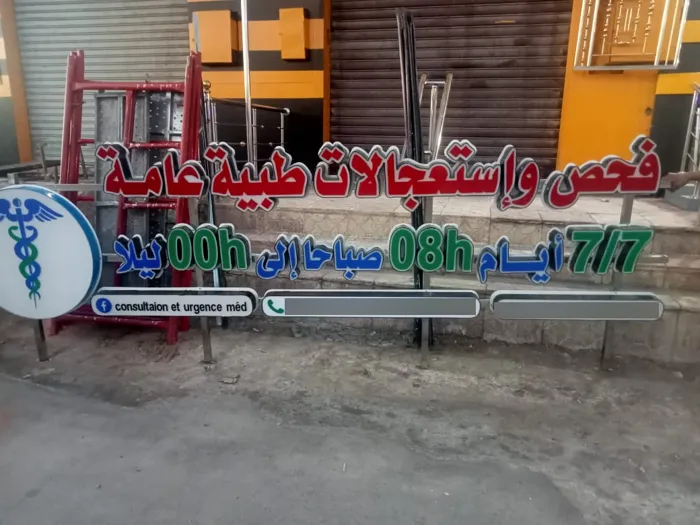 فحص وإستعجالات طبية عامة
7/7 أيام 08h صباحا إلى 00h ليلا
consultaion et urgence méd